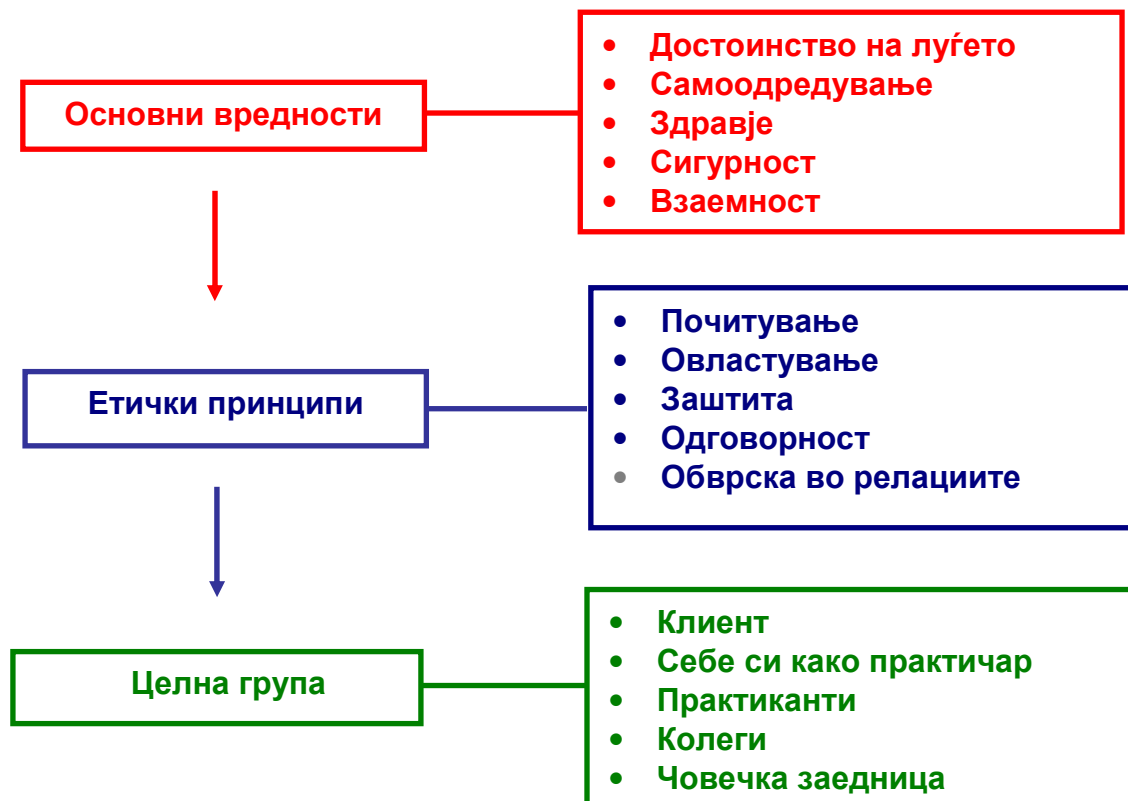 Основни вредности
• Достоинство на луѓето
• Самоодредување
• Здравје
• Сигурност
• Взаемност
Етички принципи
• Почитување
• Овластување
• Заштита
• Одговорност
• Обврска во релациите
Целна група
• Клиент
• Себе си како практичар
• Практиканти
• Колеги
• Човечка заедница